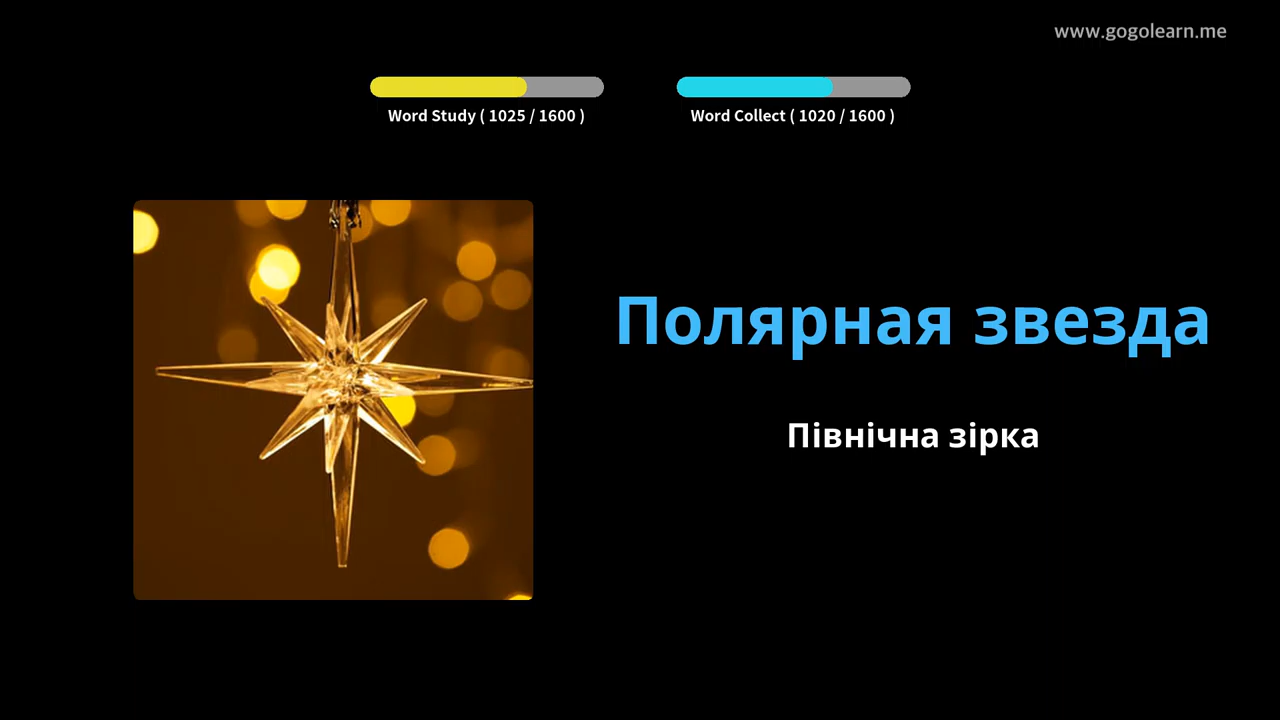 www.gogolearn.me
Word Study ( 1025 / 1600 )
Word Collect ( 1020 / 1600 )
Полярная звезда
Північна зірка